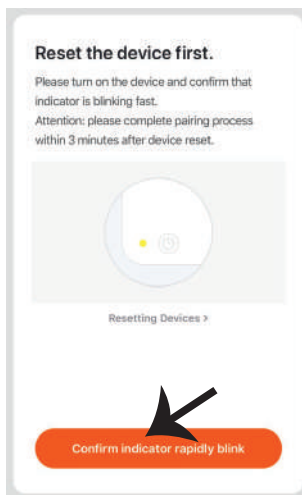 Reset the device first.
Please turn on the device and confirm that
indicator is blinking fast.
Attention: please complete pairing process
within 3 minutes after device reset.
Resetting Devices >
Confirm indicator rapidly blink